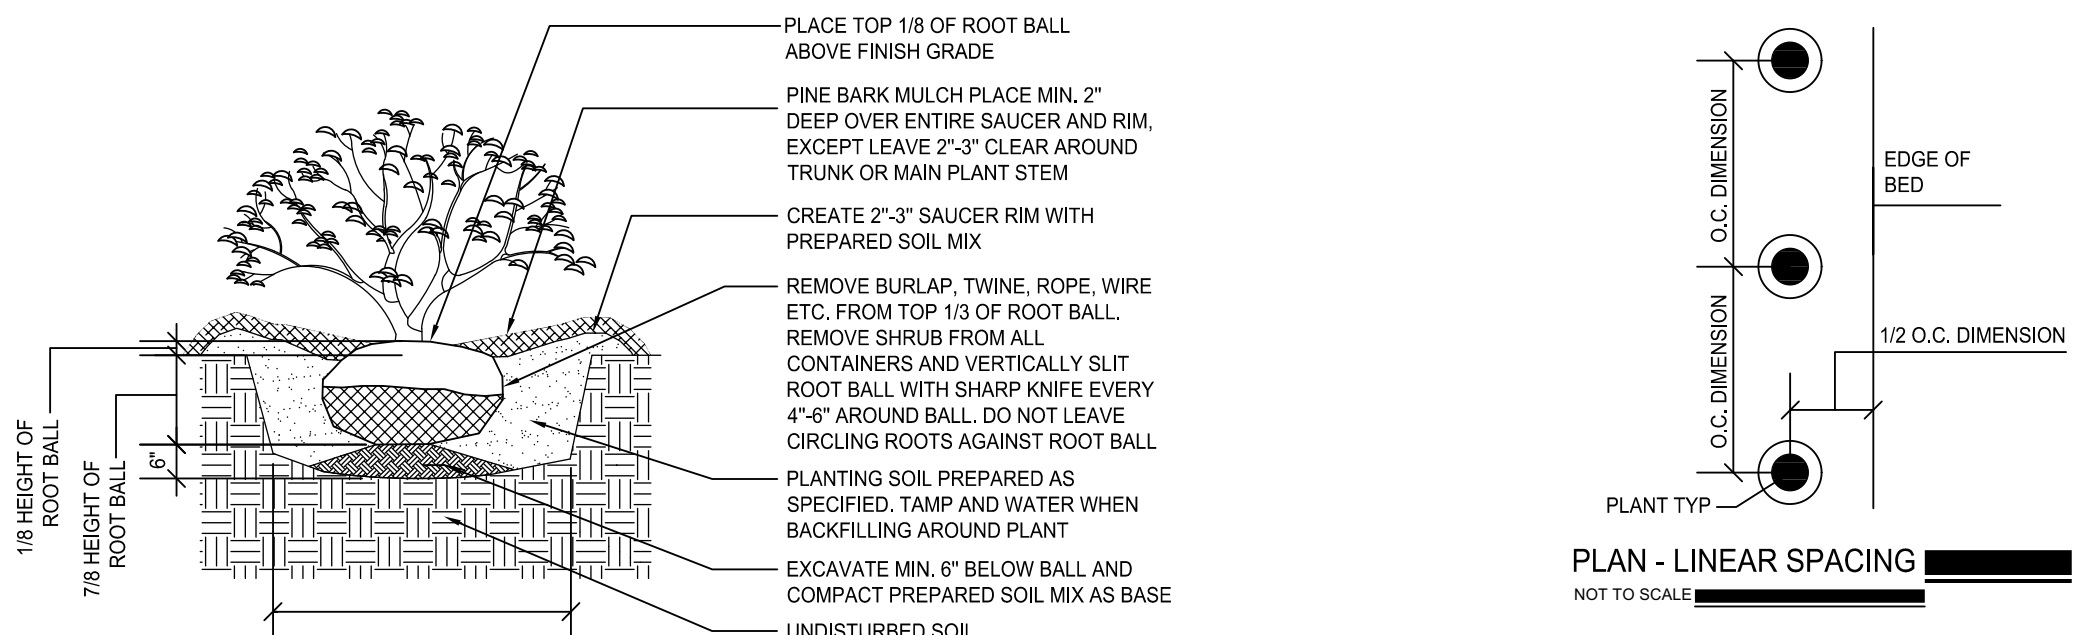 PLACE TOP 1/8 OF ROOT BALL
ABOVE FINISH GRADE
PINE BARK MULCH PLACE MIN. 2"
DEEP OVER ENTIRE SAUCER AND RIM,
EXCEPT LEAVE 2"-3" CLEAR AROUND
TRUNK OR MAIN PLANT STEM
CREATE 2"-3" SAUCER RIM WITH
PREPARED SOIL MIX
REMOVE BURLAP, TWINE, ROPE, WIRE
ETC. FROM TOP 1/3 OF ROOT BALL.
REMOVE SHRUB FROM ALL
CONTAINERS AND VERTICALLY SLIT
ROOT BALL WITH SHARP KNIFE EVERY
4"-6" AROUND BALL. DO NOT LEAVE
CIRCLING ROOTS AGAINST ROOT BALL
PLANTING SOIL PREPARED AS
SPECIFIED. TAMP AND WATER WHEN
BACKFILLING AROUND PLANT
EXCAVATE MIN. 6" BELOW BALL AND
COMPACT PREPARED SOIL MIX AS BASE
UNDISTURBED SOIL
1/8 HEIGHT OF
ROOT BALL
7/8 HEIGHT OF
ROOT BALL
6"
O.C. DIMENSION
O.C. DIMENSION
EDGE OF
BED
1/2 O.C. DIMENSION
PLANT TYP
PLAN - LINEAR SPACING
NOT TO SCALE